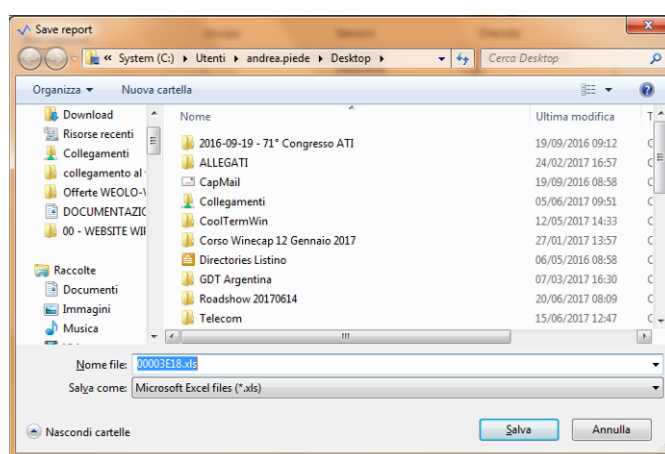 Save report
« System (C:) Utenti andrea.piede Desktop
Cerca Desktop
Organizza Nuova cartella
Download
Risorse recenti
Collegamenti
collegamento al
Offerte WEOLO-
DOCUMENTAZIO
00 - WEBSITE WI
Raccolte
Documenti
Immagini
Musica
Nome Ultima modifica T
2016-09-19 - 71° Congresso ATI 19/09/2016 09:12 C
ALLEGATI 24/02/2017 16:57 C
CapMail 19/09/2016 08:58 C
Collegamenti 05/06/2017 09:51 C
CoolTermWin 12/05/2017 14:33 C
Corso Winecap 12 Gennaio 2017 27/01/2017 13:57 C
Directories Listino 06/05/2016 08:58 C
GDT Argentina 07/03/2017 16:30 C
Roadshow 20170614 20/06/2017 08:09 C
Telecom 15/06/2017 12:47 C
Nome file: 00003E18.xls
Salva come: Microsoft Excel files (*.xls)
Nascondi cartelle
Salva Annulla